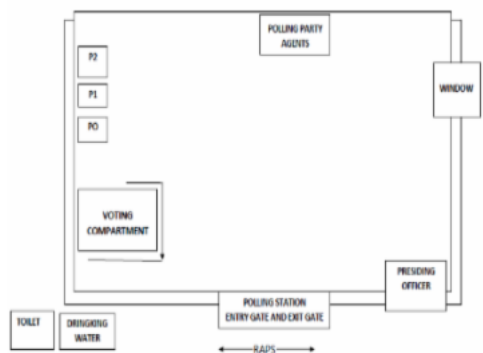 POLLING PARTY
AGENTS
P2
WINDOW
P1
PO
VOTING
COMPARTMENT
PRESIDING
OFFICER
POLLING STATION
ENTRY GATE AND EXIT GATE
TOILET
DRINGKING
WATER
RAPS